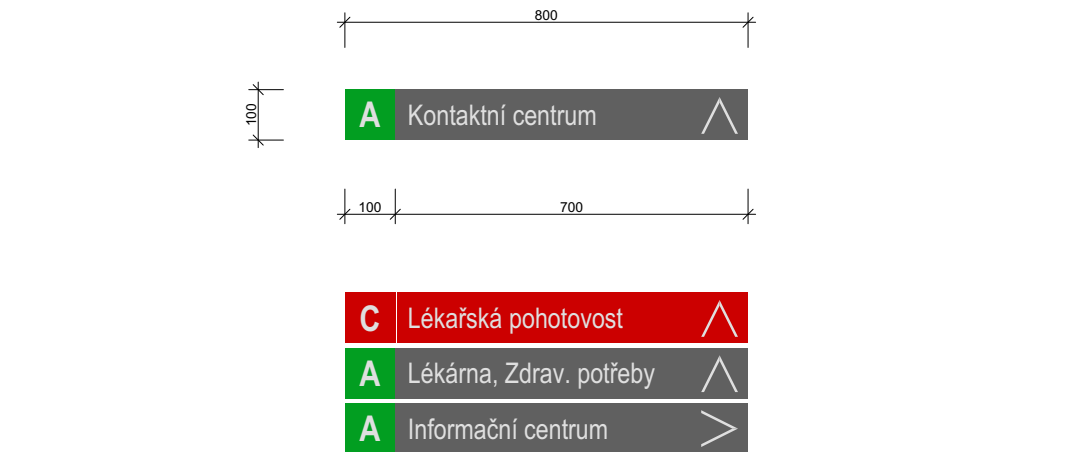 800
100
A Kontaktní centrum
100 700
C Lékařská pohotovost
A Lékárna, Zdrav. potřeby
A Informační centrum